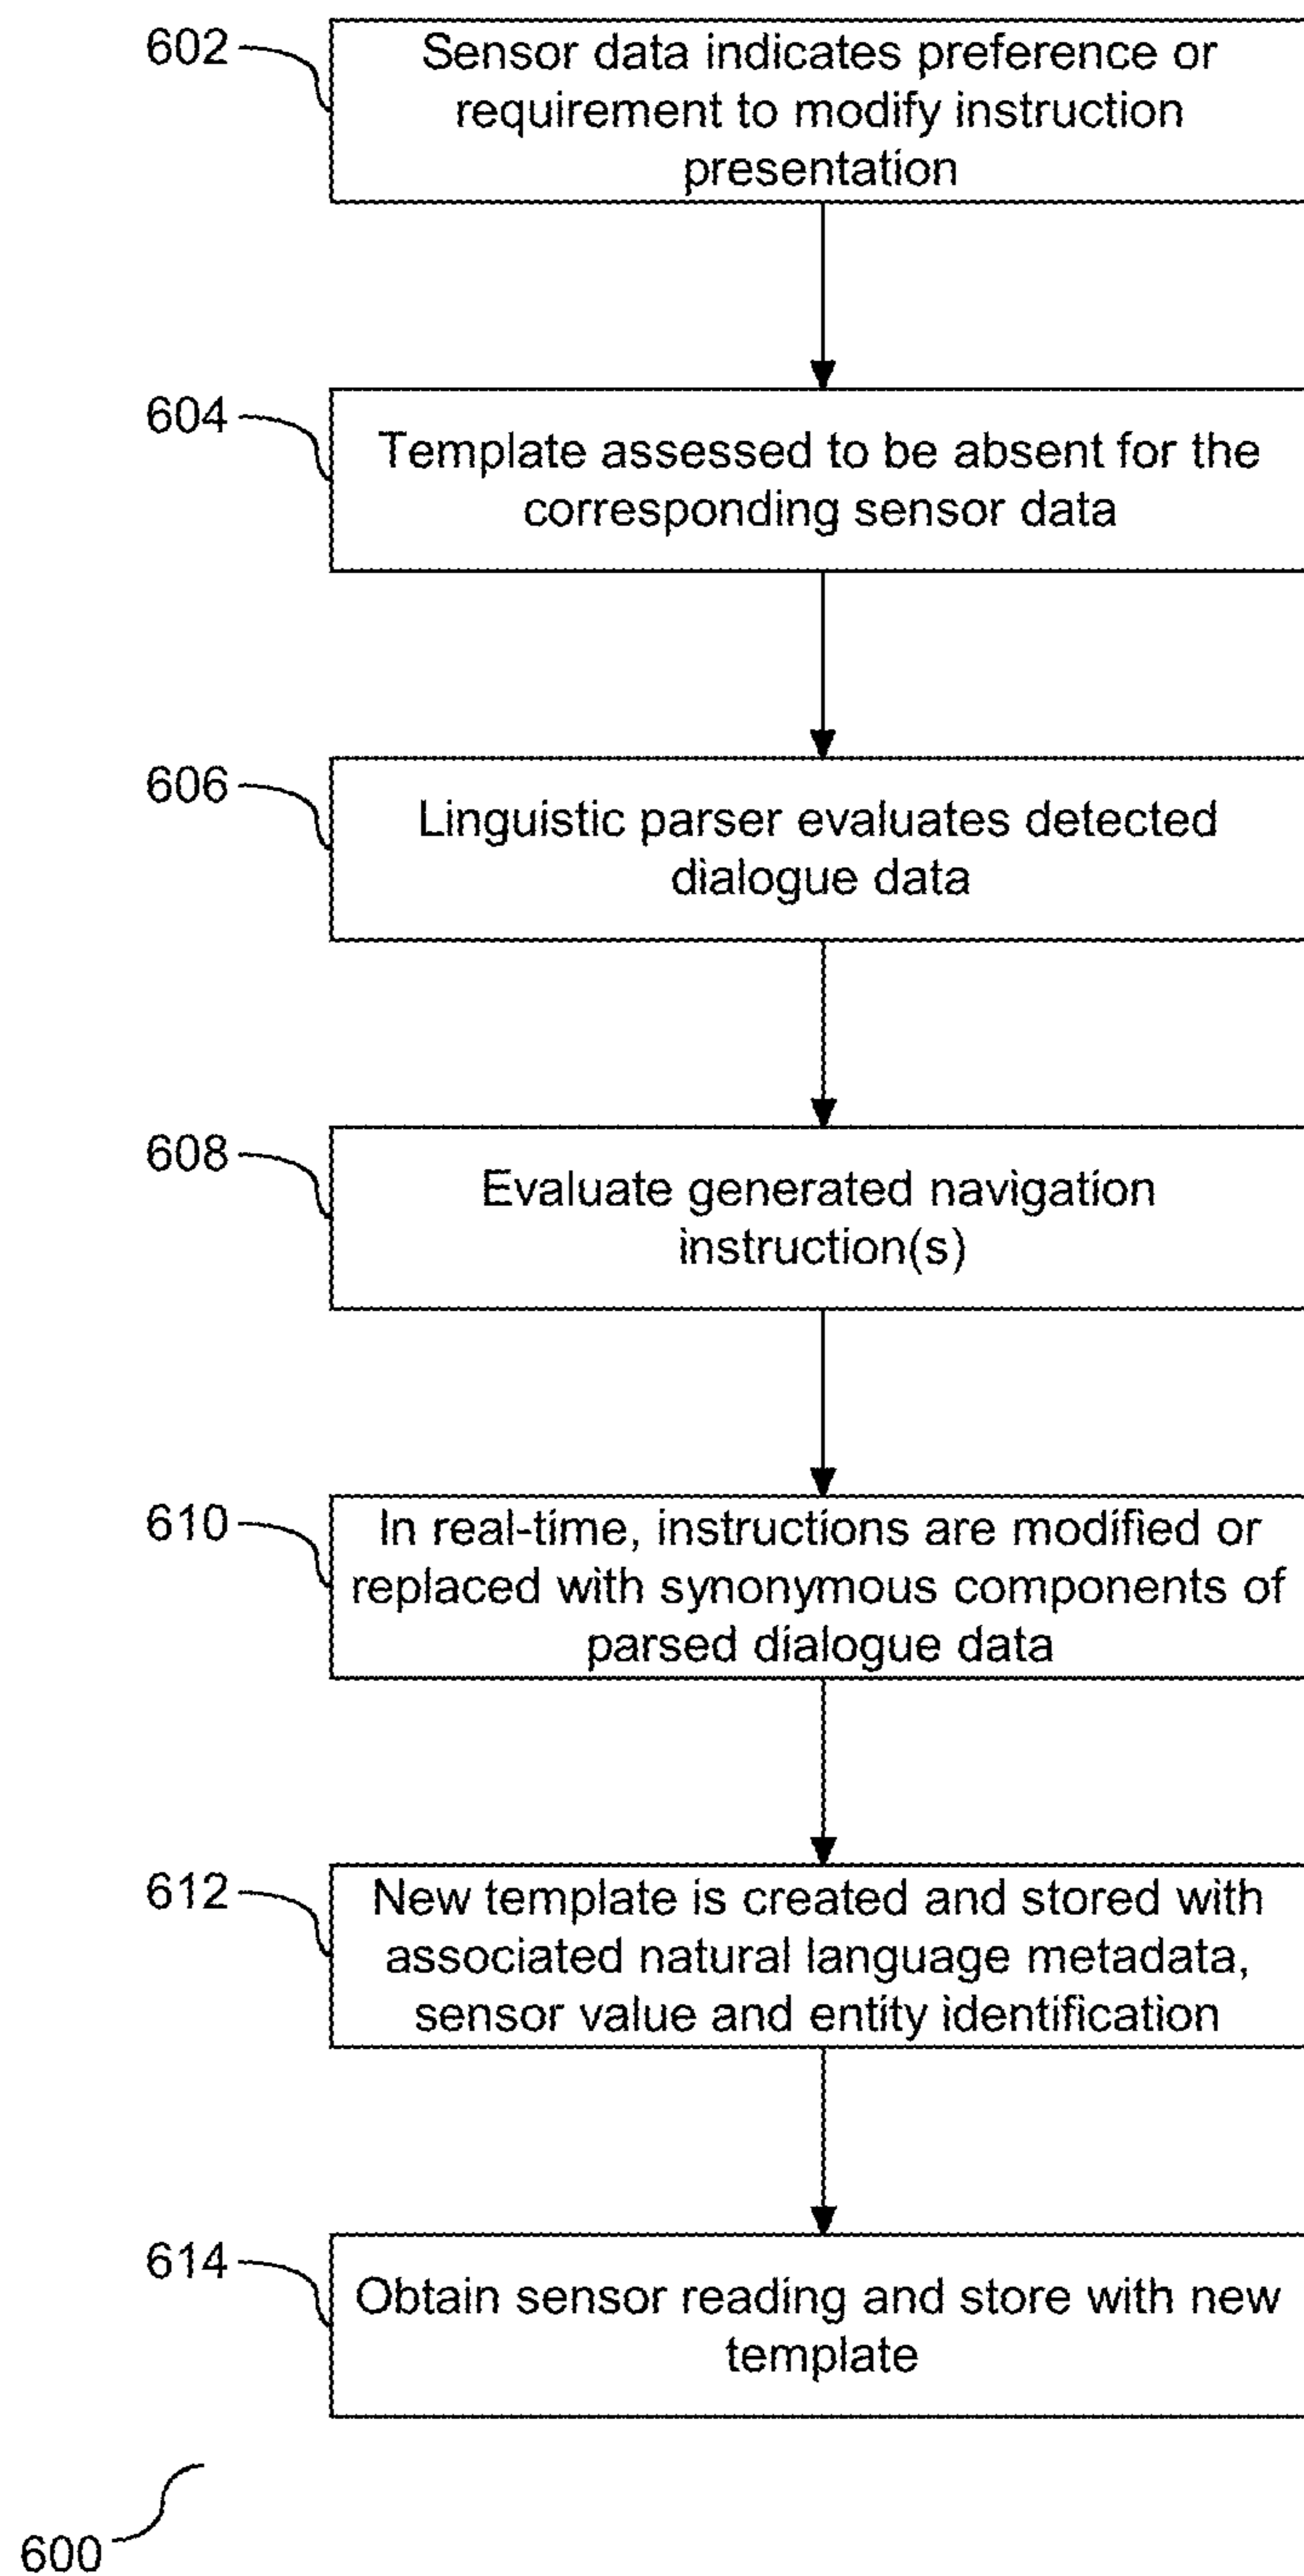 602
Sensor data indicates preference or
requirement to modify instruction
presentation
604
Template assessed to be absent for the
corresponding sensor data
606
Linguistic parser evaluates detected
dialogue data
608
Evaluate generated navigation
instruction(s)
610
In real-time, instructions are modified or
replaced with synonymous components of
parsed dialogue data
612
New template is created and stored with
associated natural language metadata,
sensor value and entity identification
614
Obtain sensor reading and store with new
template
600